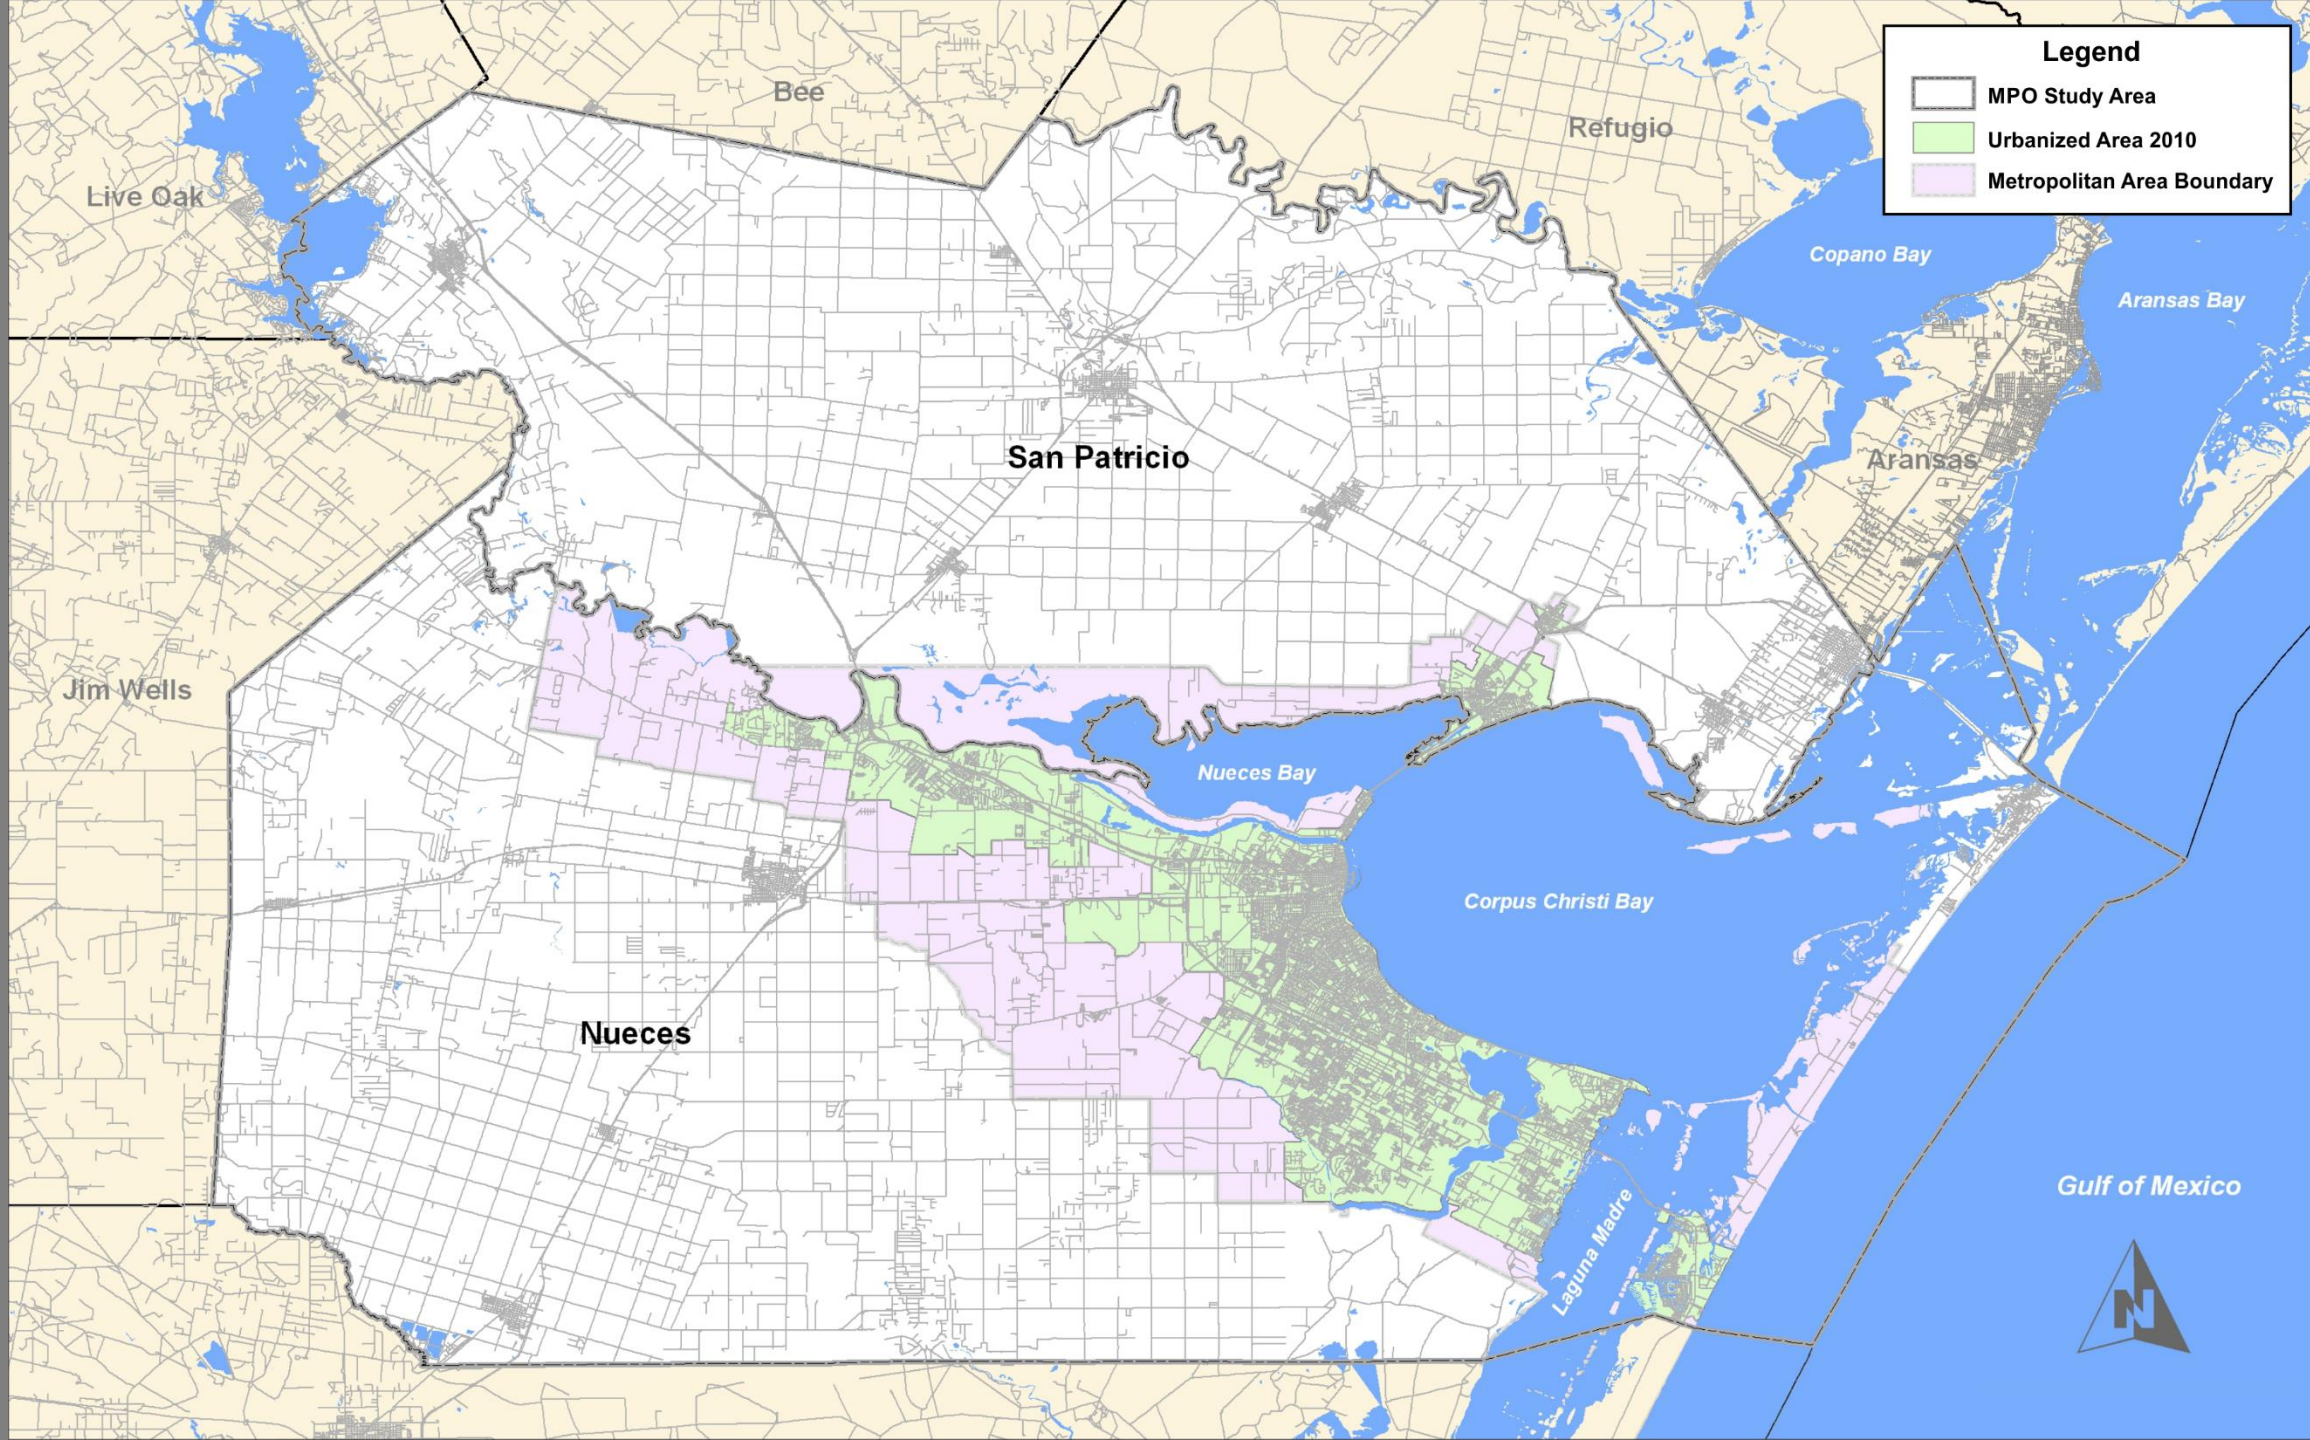 Legend
MPO Study Area
Urbanized Area 2010
Metropolitan Area Boundary
Bee
Refugio
Live Oak
Copano Bay
Aransas Bay
San Patricio
Aransas
Jim Wells
Nueces Bay
Corpus Christi Bay
Nueces
Gulf of Mexico
Laguna Madre
N